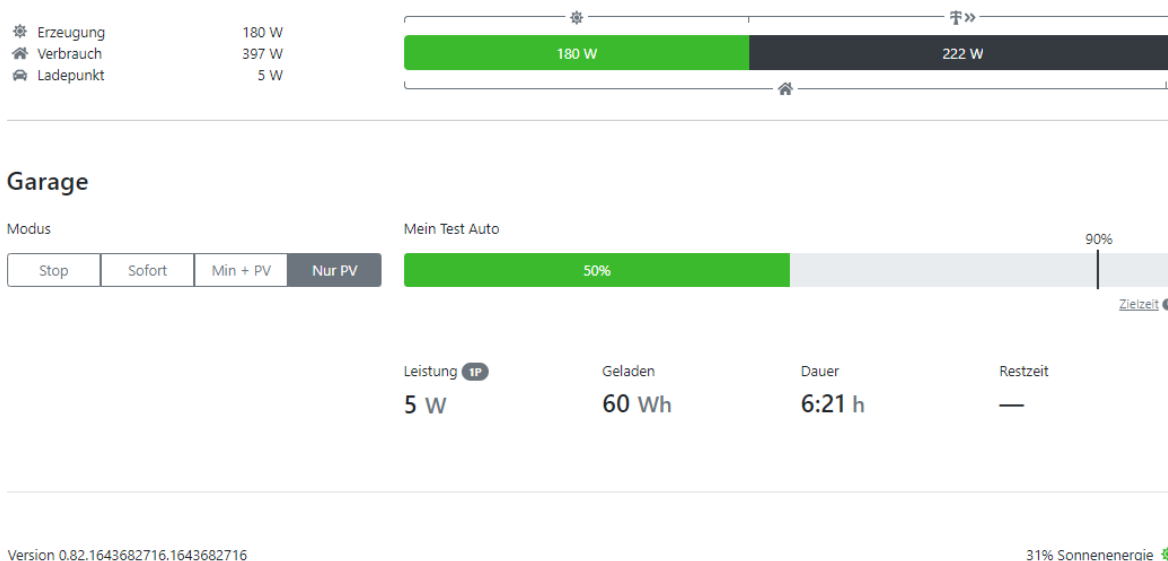 Erzeugung 180 W
Verbrauch 397 W
Ladepunkt 5 W
180 W 222 W
Garage
Modus
Stop Sofort Min + PV Nur PV
Mein Test Auto
90%
50%
Zielzeit
Leistung 1P Geladen Dauer Restzeit
5 W 60 Wh 6:21 h —
Version 0.82.1643682716.1643682716 31% Sonnenenergie